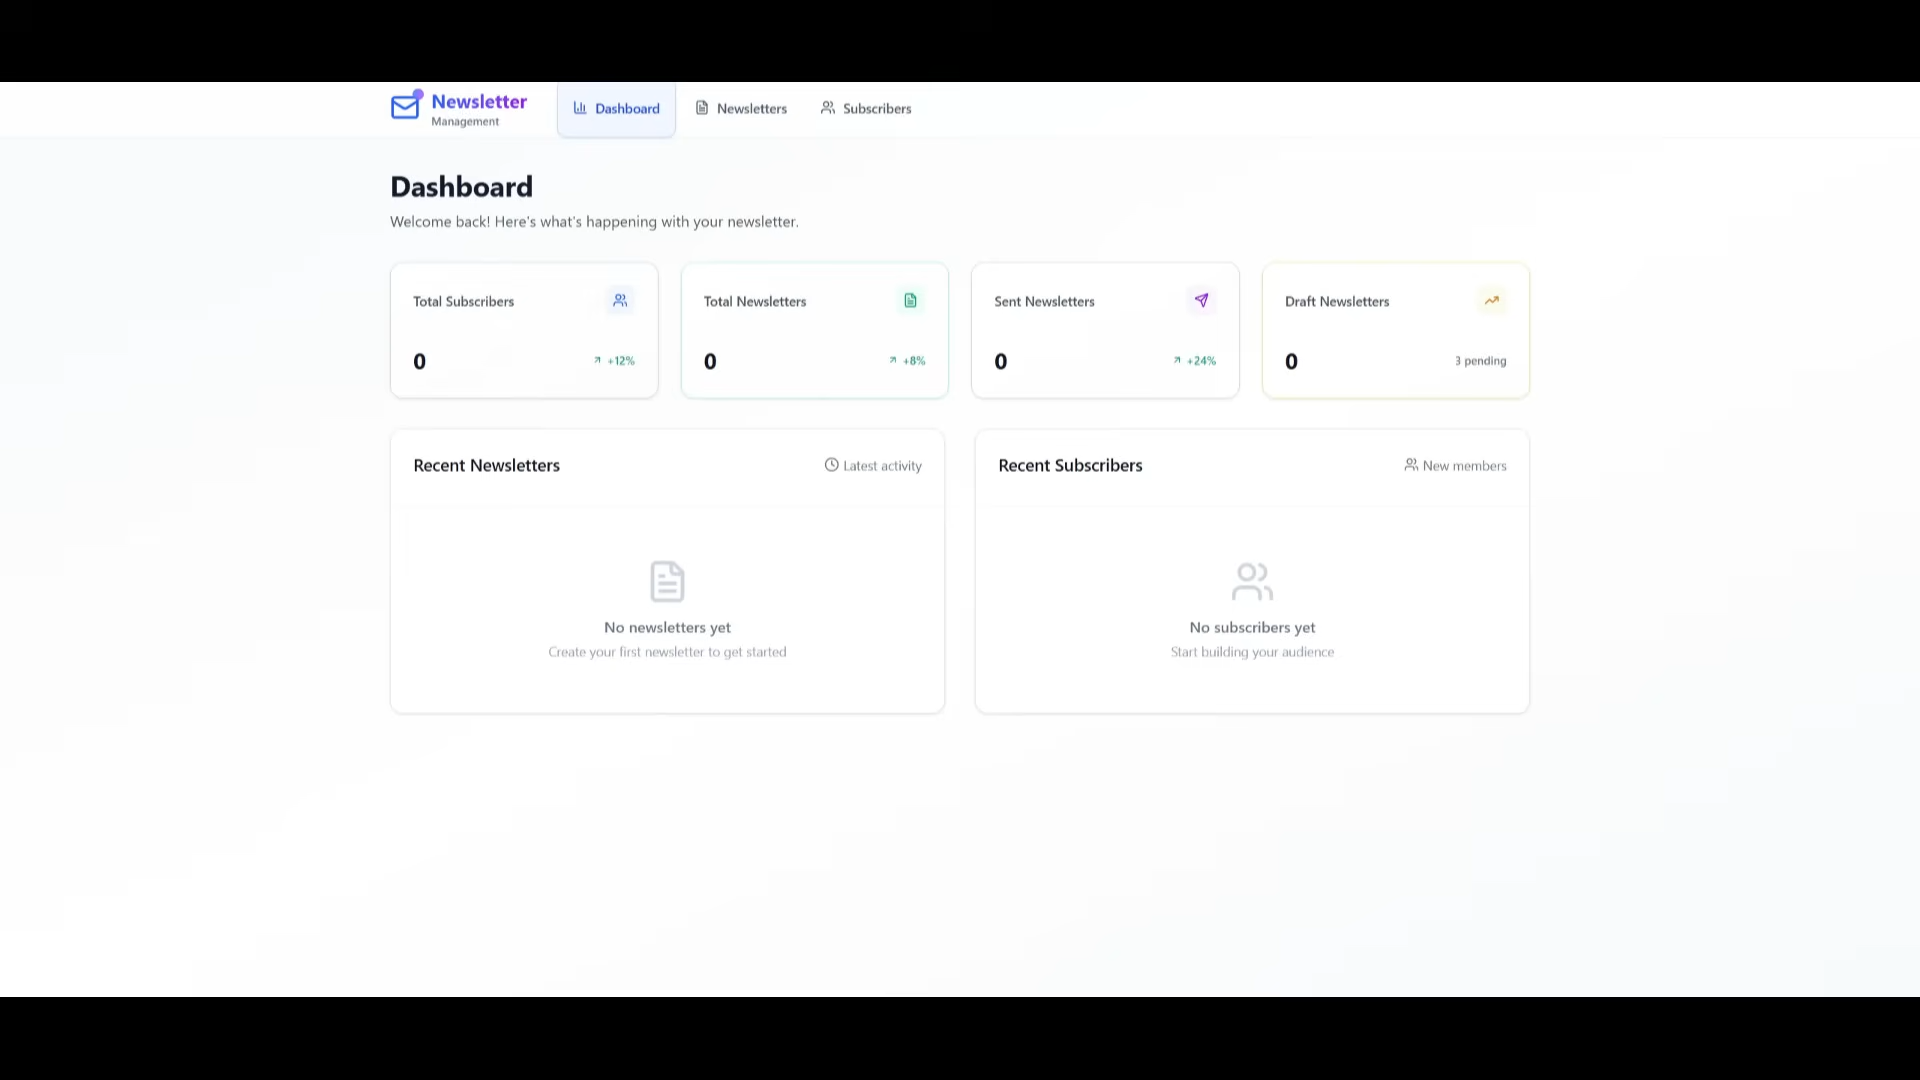 Newsletter
Management
Dashboard
Newsletters
Subscribers
Dashboard
Welcome back! Here's what's happening with your newsletter.
Total Subscribers
0
+12%
Total Newsletters
0
+8%
Sent Newsletters
0
+24%
Draft Newsletters
0
3 pending
Recent Newsletters
Latest activity
No newsletters yet
Create your first newsletter to get started
Recent Subscribers
New members
No subscribers yet
Start building your audience